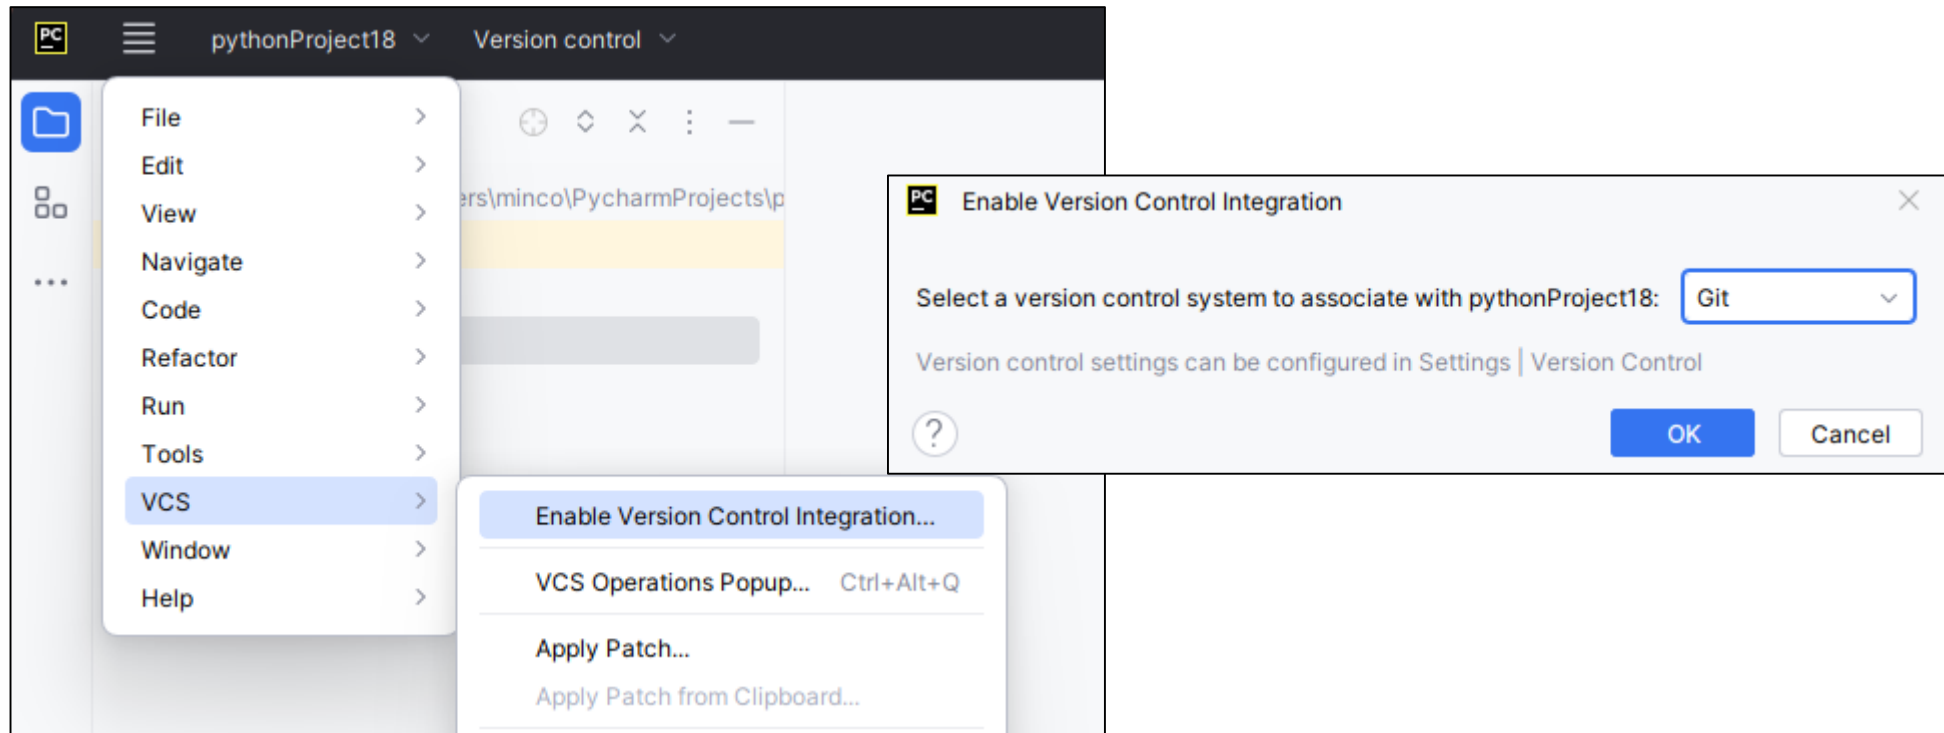 PC pythonProject18 Version control
File
Edit
View
Navigate
Code
Refactor
Run
Tools
VCS
Window
Help
ers\minco\PycharmProjects\p
Enable Version Control Integration...
VCS Operations Popup... Ctrl+Alt+Q
Apply Patch...
Apply Patch from Clipboard...
PC Enable Version Control Integration
Select a version control system to associate with pythonProject18: Git
Version control settings can be configured in Settings | Version Control
? OK Cancel